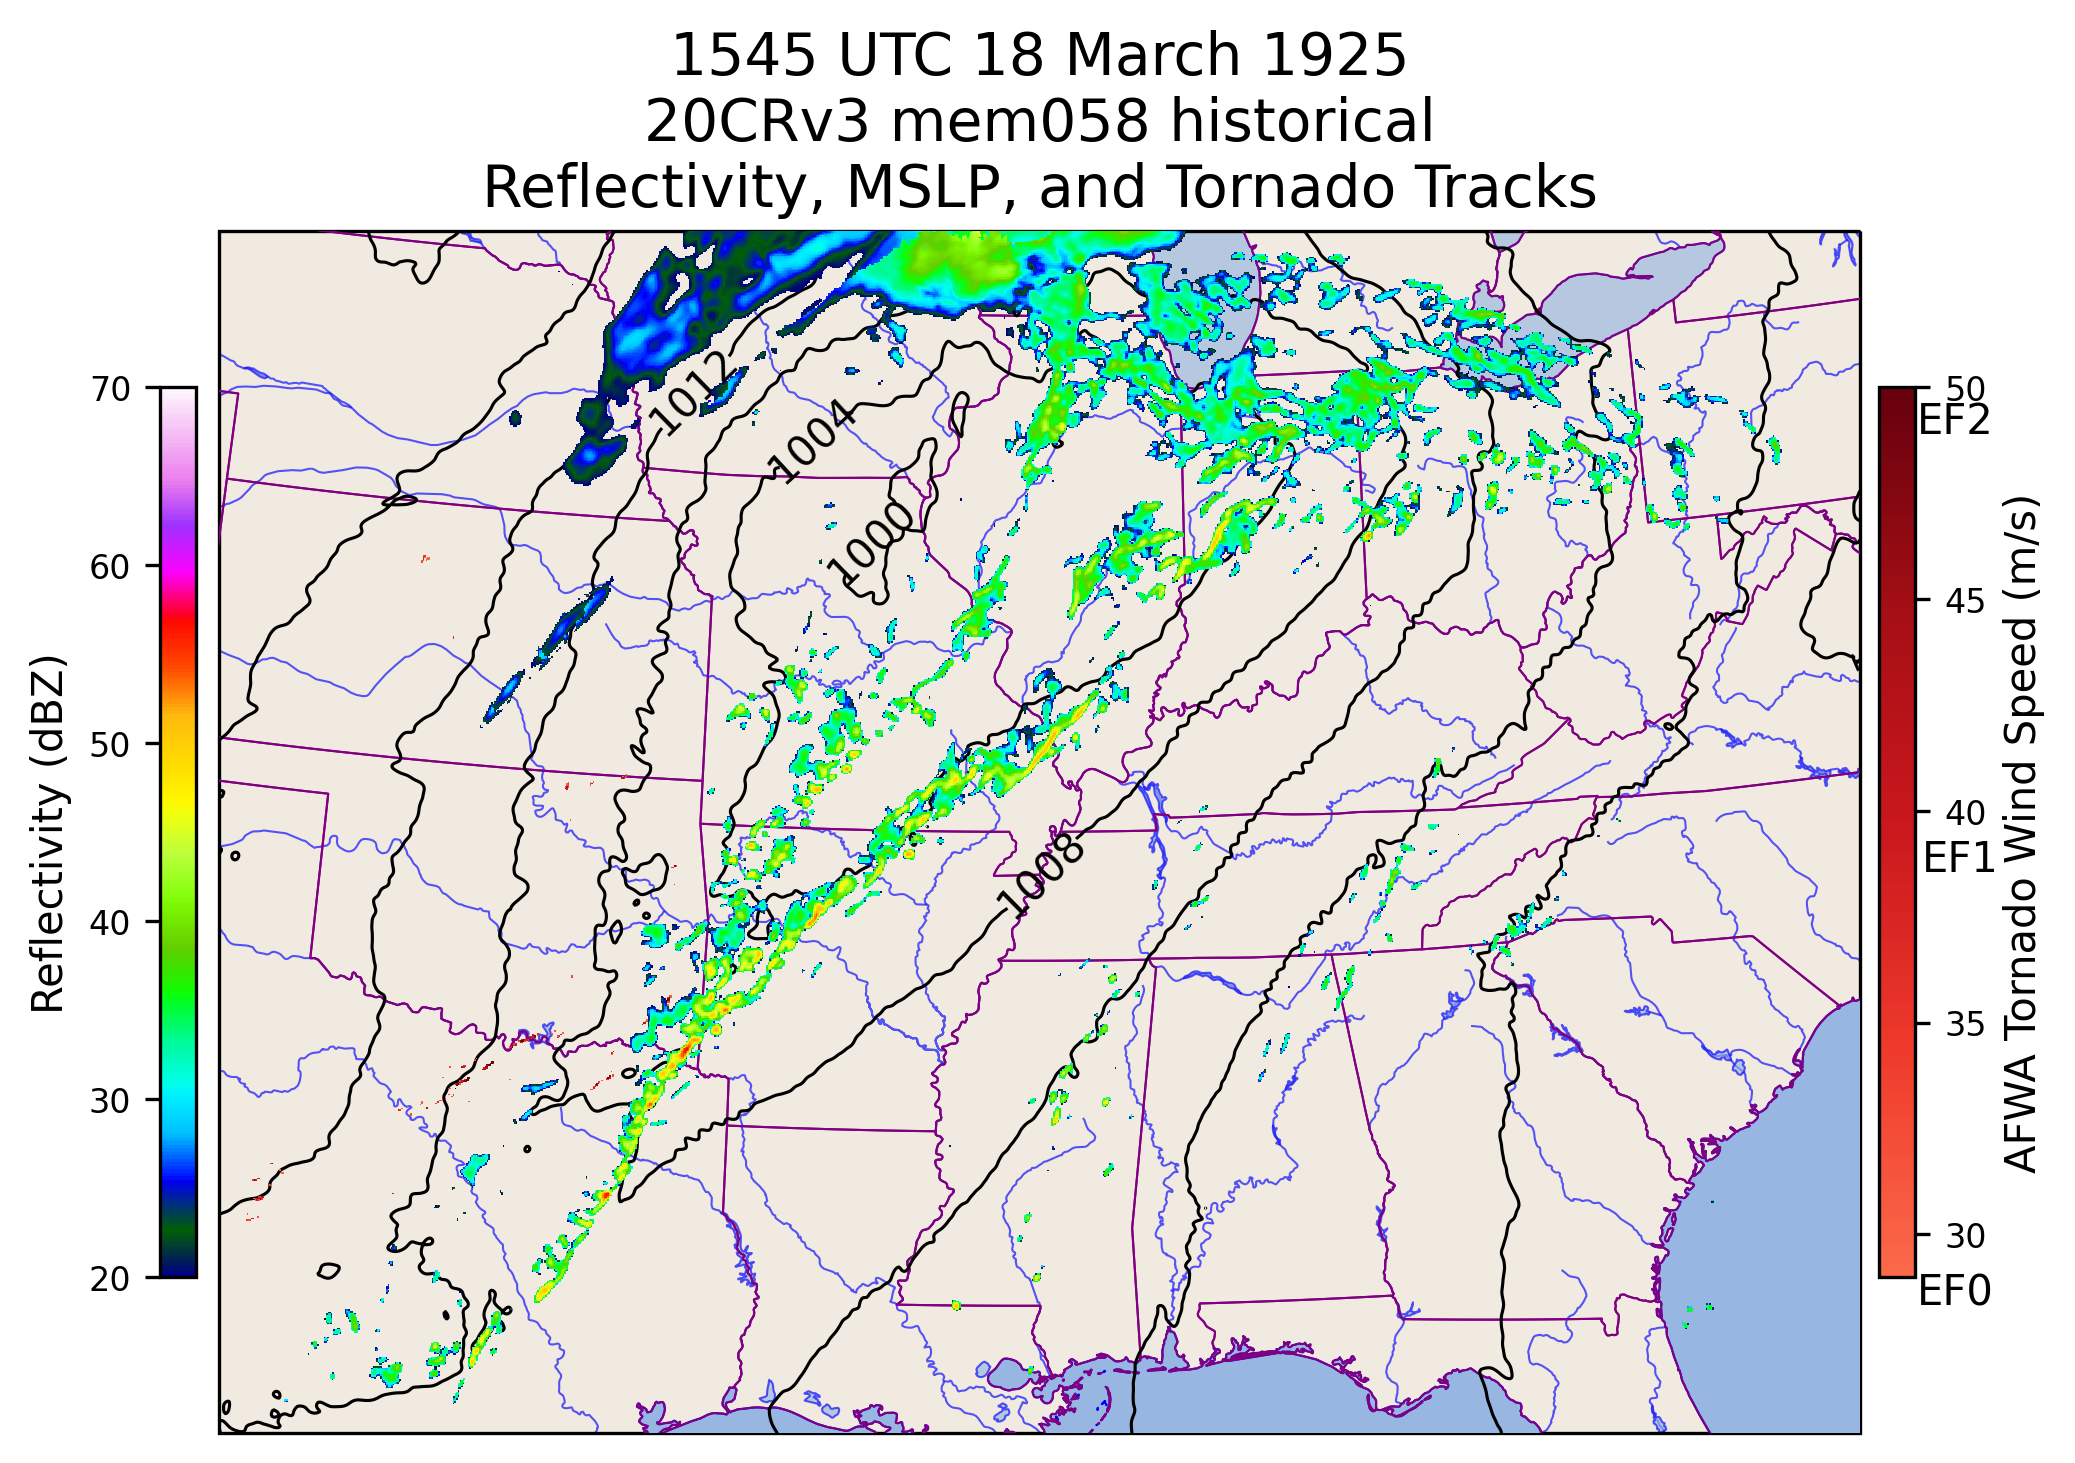 1545 UTC 18 March 1925
20CRv3 mem058 historical
Reflectivity, MSLP, and Tornado Tracks
70
60
50
40
30
20
Reflectivity (dBZ)
1012
1004
1000
1008
50
EF2
45
40
EF1
35
30
EF0
AFWA Tornado Wind Speed (m/s)